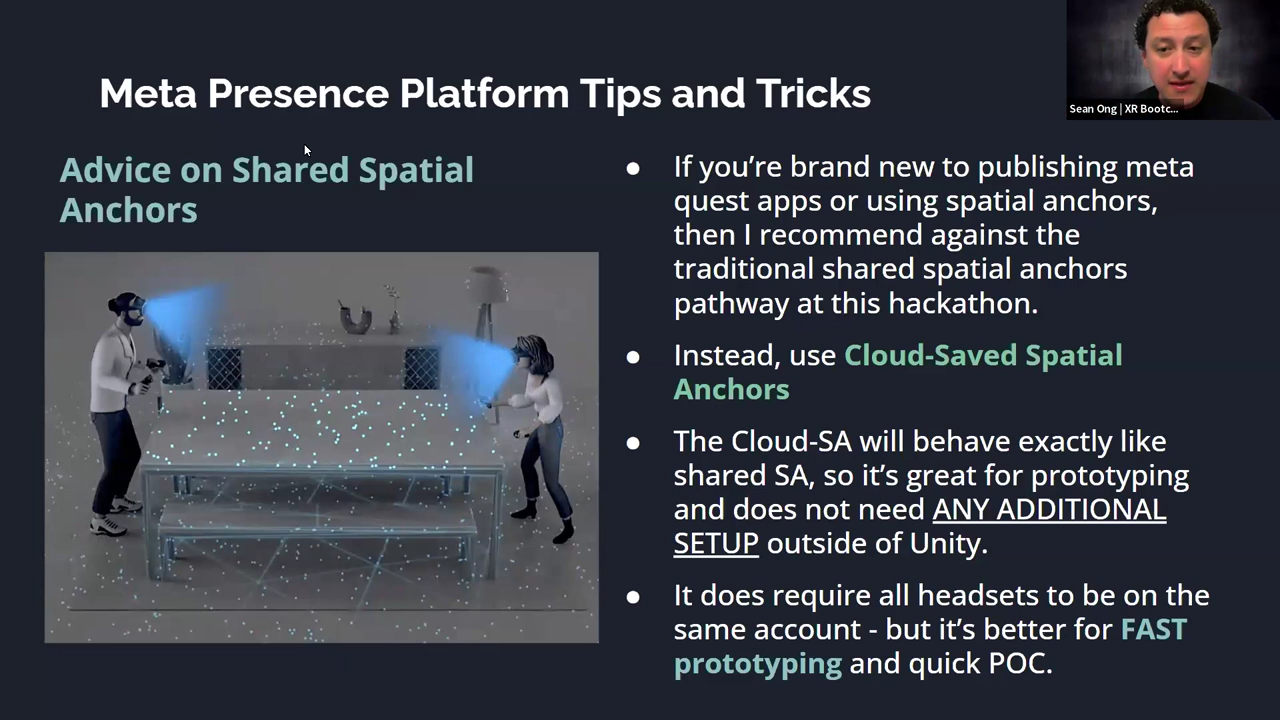 Meta Presence Platform Tips and Tricks
Sean Ong | XR Bootc...
Advice on Shared Spatial
Anchors
● If you’re brand new to publishing meta
quest apps or using spatial anchors,
then I recommend against the
traditional shared spatial anchors
pathway at this hackathon.
● Instead, use Cloud-Saved Spatial
Anchors
● The Cloud-SA will behave exactly like
shared SA, so it’s great for prototyping
and does not need ANY ADDITIONAL
SETUP outside of Unity.
● It does require all headsets to be on the
same account - but it’s better for FAST
prototyping and quick POC.